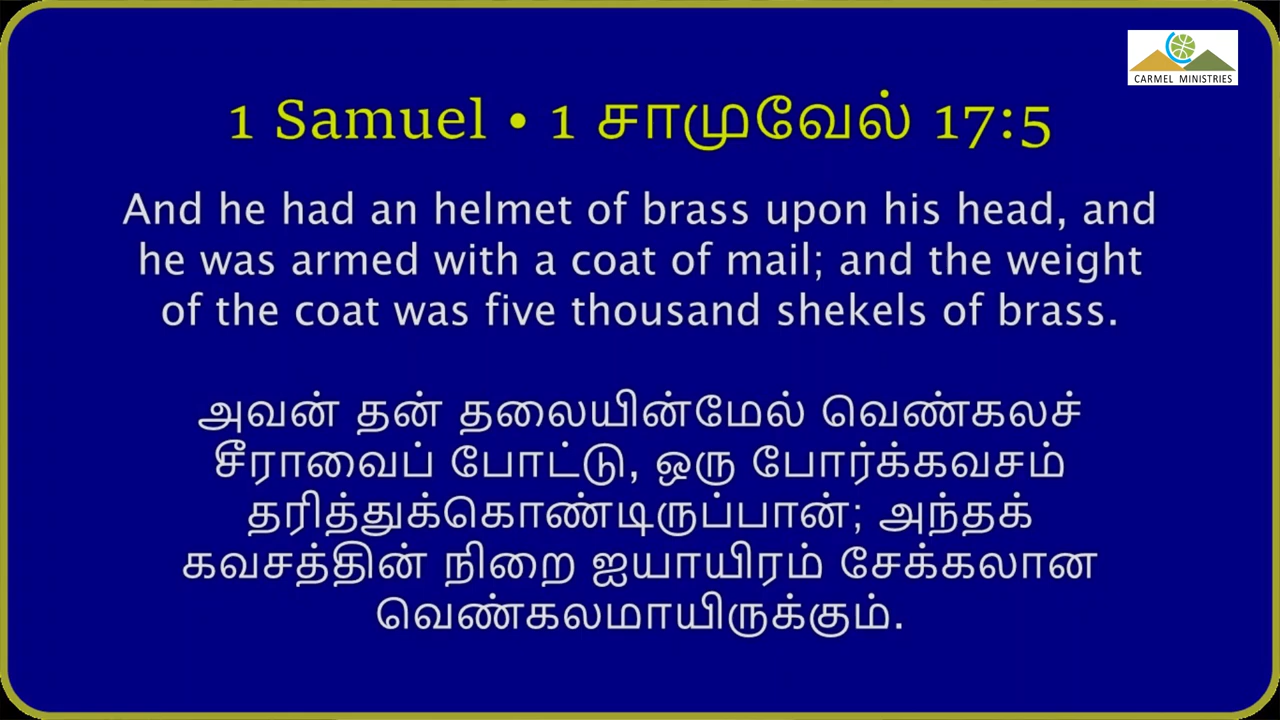 CARMEL MINISTRIES
1 Samuel • 1 சாமுவேல் 17:5
And he had an helmet of brass upon his head, and
he was armed with a coat of mail; and the weight
of the coat was five thousand shekels of brass.
அவன் தன் தலையின்மேல் வெண்கலச்
சீராவைப் போட்டு, ஒரு போர்க்கவசம்
தரித்துக்கொண்டிருப்பான்; அந்தக்
கவசத்தின் நிறை ஐயாயிரம் சேக்கலான
வெண்கலமாயிருக்கும்.